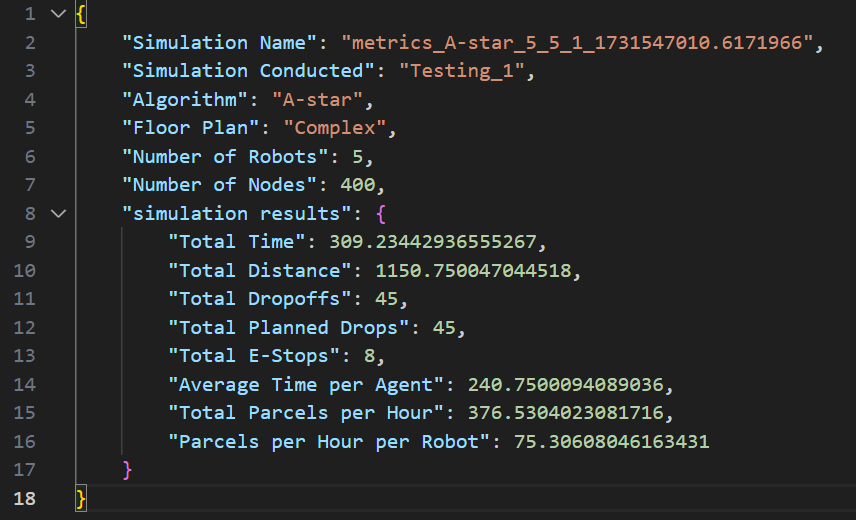 1 {
2 "Simulation Name": "metrics_A-star_5_5_1_1731547010.6171966",
3 "Simulation Conducted": "Testing_1",
4 "Algorithm": "A-star",
5 "Floor Plan": "Complex",
6 "Number of Robots": 5,
7 "Number of Nodes": 400,
8 "simulation results": {
9 "Total Time": 309.23442936555267,
10 "Total Distance": 1150.750047044518,
11 "Total Dropoffs": 45,
12 "Total Planned Drops": 45,
13 "Total E-Stops": 8,
14 "Average Time per Agent": 240.7500094089036,
15 "Total Parcels per Hour": 376.5304023081716,
16 "Parcels per Hour per Robot": 75.30608046163431
17 }
18 }